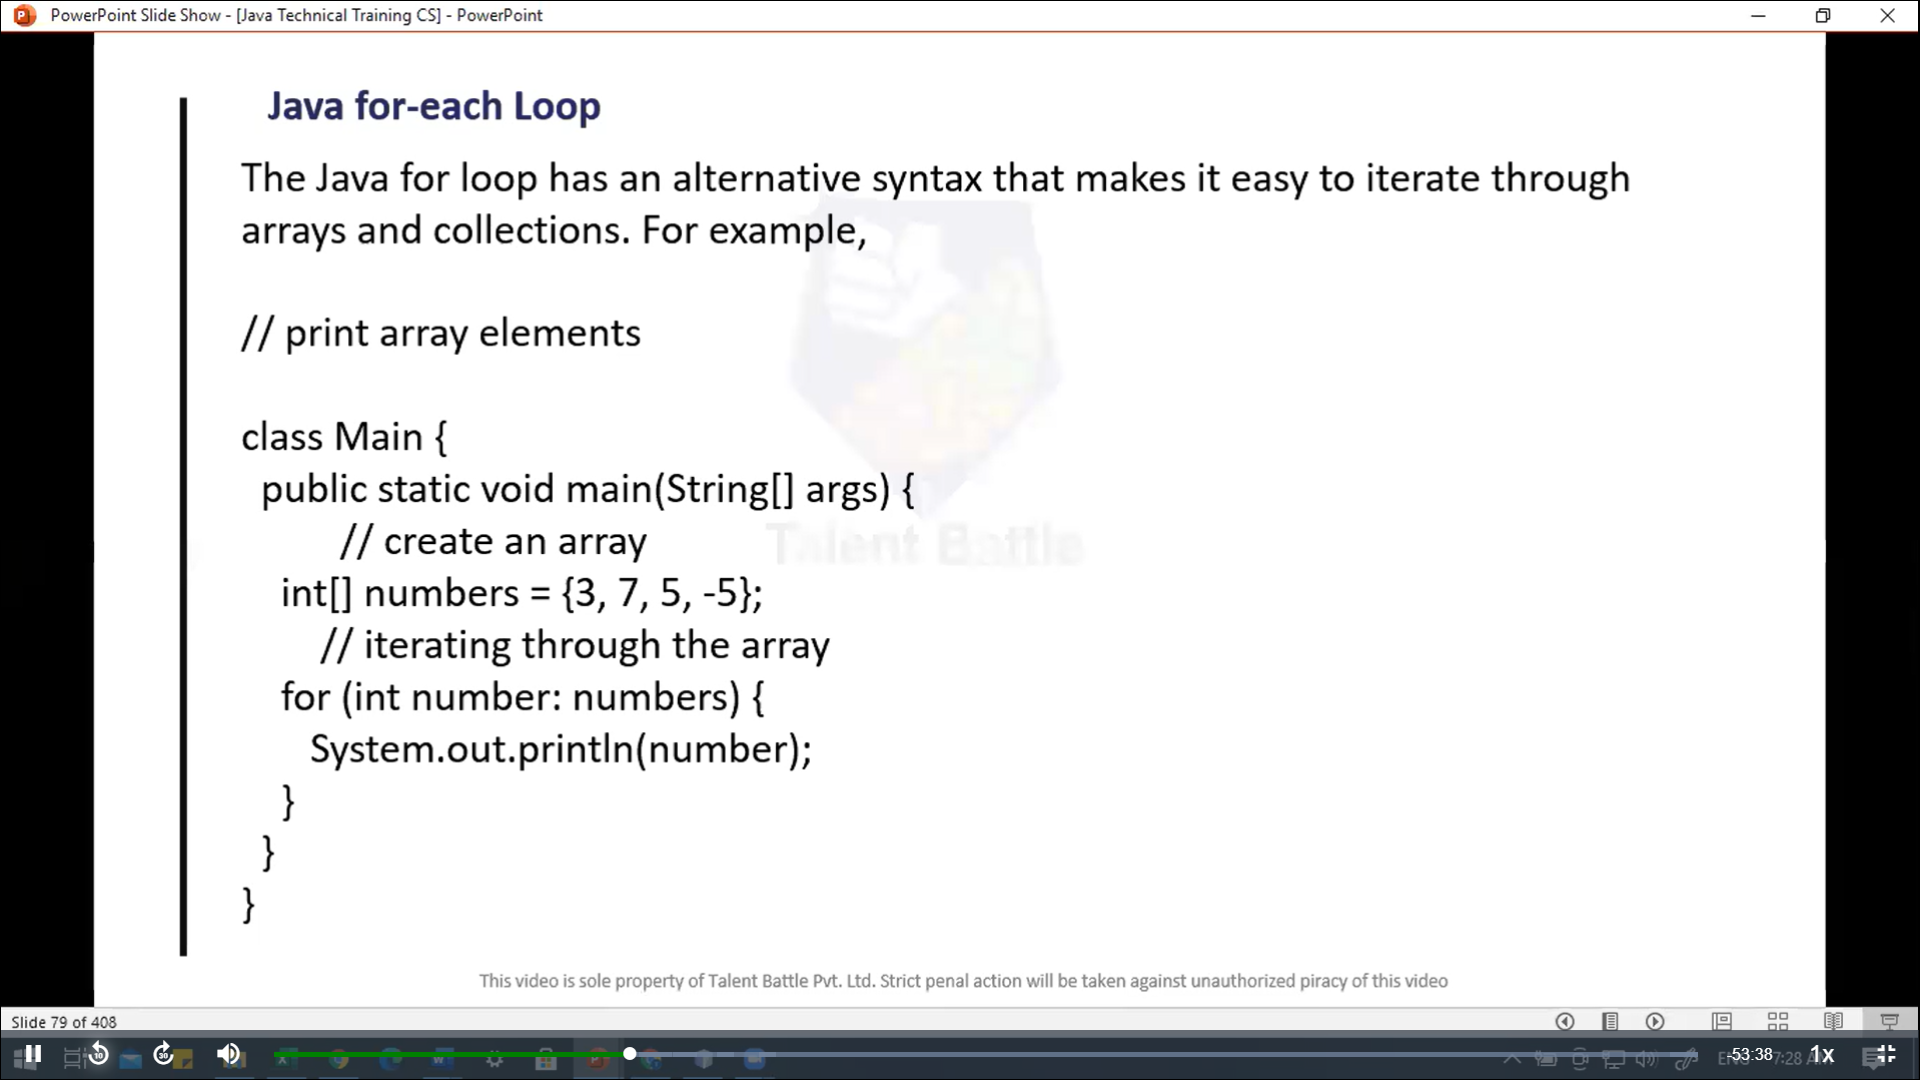 PowerPoint Slide Show - [Java Technical Training CS] - PowerPoint
Java for-each Loop
The Java for loop has an alternative syntax that makes it easy to iterate through
arrays and collections. For example,
// print array elements
class Main {
public static void main(String[] args) {
// create an array
Talent Battle
int[] numbers = {3, 7, 5, -5};
// iterating through the array
for (int number: numbers) {
System.out.println(number);
}
}
}
This video is sole property of Talent Battle Pvt. Ltd. Strict penal action will be taken against unauthorized piracy of this video
Slide 79 of 408
10
30
-53:38
1x